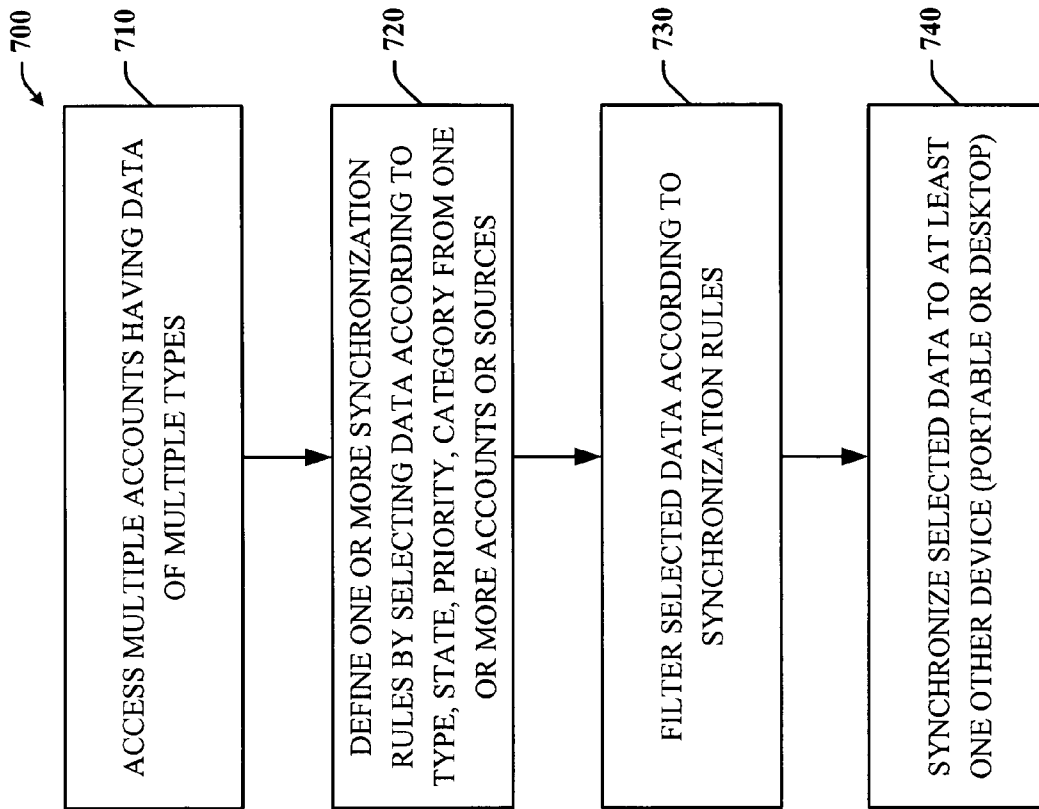 700
710
ACCESS MULTIPLE ACCOUNTS HAVING DATA
OF MULTIPLE TYPES
720
DEFINE ONE OR MORE SYNCHRONIZATION
RULES BY SELECTING DATA ACCORDING TO
TYPE, STATE, PRIORITY, CATEGORY FROM ONE
OR MORE ACCOUNTS OR SOURCES
730
FILTER SELECTED DATA ACCORDING TO
SYNCHRONIZATION RULES
740
SYNCHRONIZE SELECTED DATA TO AT LEAST
ONE OTHER DEVICE (PORTABLE OR DESKTOP)